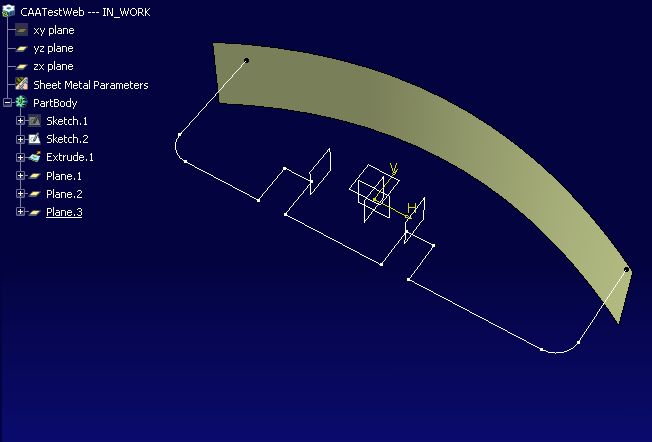 CAATestWeb --- IN_WORK
xy plane
yz plane
zx plane
Sheet Metal Parameters
PartBody
Sketch.1
Sketch.2
Extrude.1
Plane.1
Plane.2
Plane.3
V
H